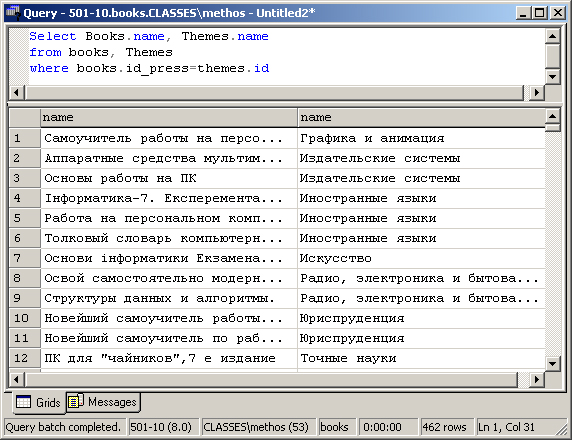 Query - 501-10.books.CLASSES\methos - Untitled2*
Select Books.name, Themes.name
from books, Themes
where books.id_press=themes.id
name name
1 Самоучитель работы на персо... Графика и анимация
2 Аппаратные средства мультим... Издательские системы
3 Основы работы на ПК Издательские системы
4 Інформатика-7. Експеремента... Иностранные языки
5 Работа на персональном комп... Иностранные языки
6 Толковый словарь компьютерн... Иностранные языки
7 Основи інформатики Екзамена... Искусство
8 Освой самостоятельно модерн... Радио, электроника и бытова...
9 Структуры данных и алгоритмы. Радио, электроника и бытова...
10 Новейший самоучитель работы... Юриспруденция
11 Новейший самоучитель по раб... Юриспруденция
12 ПК для "чайников",7 е издание Точные науки
Grids Messages
Query batch completed. 501-10 (8.0) CLASSES\methos (53) books 0:00:00 462 rows Ln 1, Col 31